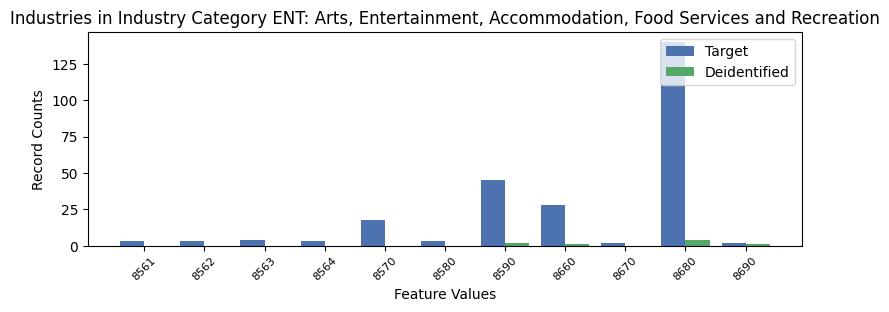 Industries in Industry Category ENT: Arts, Entertainment, Accommodation, Food Services and Recreation
Target
Deidentified
Record Counts
125
100
75
50
25
0
8561 8562 8563 8564 8570 8580 8590 8660 8670 8680 8690
Feature Values